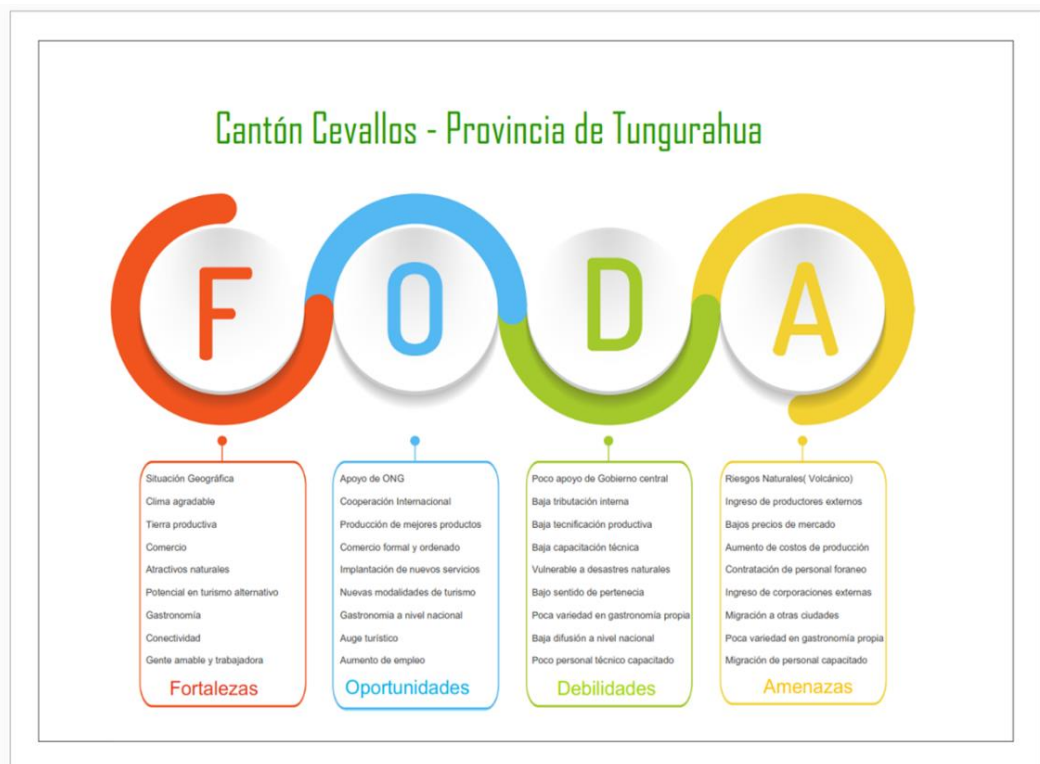 Cantón Cevallos - Provincia de Tungurahua
F
O
D
A
Situación Geográfica
Clima agradable
Tierra productiva
Comercio
Atractivos naturales
Potencial en turismo alternativo
Gastronomía
Conectividad
Gente amable y trabajadora
Fortalezas
Apoyo de ONG
Cooperación Internacional
Producción de mejores productos
Comercio formal y ordenado
Implantación de nuevos servicios
Nuevas modalidades de turismo
Gastronomia a nivel nacional
Auge turístico
Aumento de empleo
Oportunidades
Poco apoyo de Gobierno central
Baja tributación interna
Baja tecnificación productiva
Baja capacitación técnica
Vulnerable a desastres naturales
Bajo sentido de pertenecia
Poca variedad en gastronomía propia
Baja difusión a nivel nacional
Poco personal técnico capacitado
Debilidades
Riesgos Naturales( Volcánico)
Ingreso de productores externos
Bajos precios de mercado
Aumento de costos de producción
Contratación de personal foraneo
Ingreso de corporaciones externas
Migración a otras ciudades
Poca variedad en gastronomía propia
Migración de personal capacitado
Amenazas